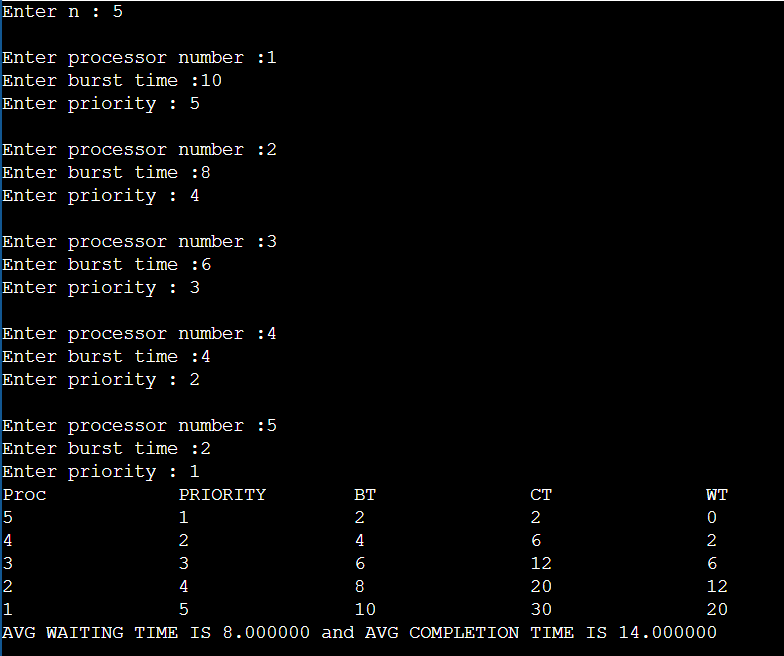 Enter n : 5
Enter processor number :1
Enter burst time :10
Enter priority : 5
Enter processor number :2
Enter burst time :8
Enter priority : 4
Enter processor number :3
Enter burst time :6
Enter priority : 3
Enter processor number :4
Enter burst time :4
Enter priority : 2
Enter processor number :5
Enter burst time :2
Enter priority : 1
Proc PRIORITY BT CT WT
5 1 2 2 0
4 2 4 6 2
3 3 6 12 6
2 4 8 20 12
1 5 10 30 20
AVG WAITING TIME IS 8.000000 and AVG COMPLETION TIME IS 14.000000